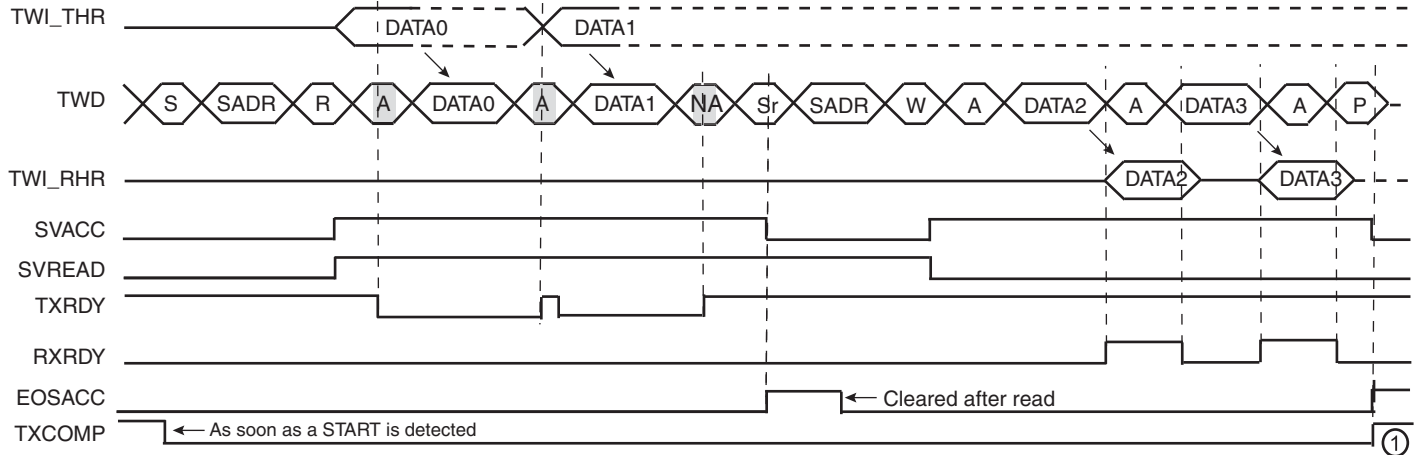 TWI_THR DATA0 DATA1
TWD S SADR R A DATA0 A DATA1 NA Sr SADR W A DATA2 A DATA3 A P
TWI_RHR DATA2 DATA3
SVACC
SVREAD
TXRDY
RXRDY
EOSACC Cleared after read
TXCOMP As soon as a START is detected 1